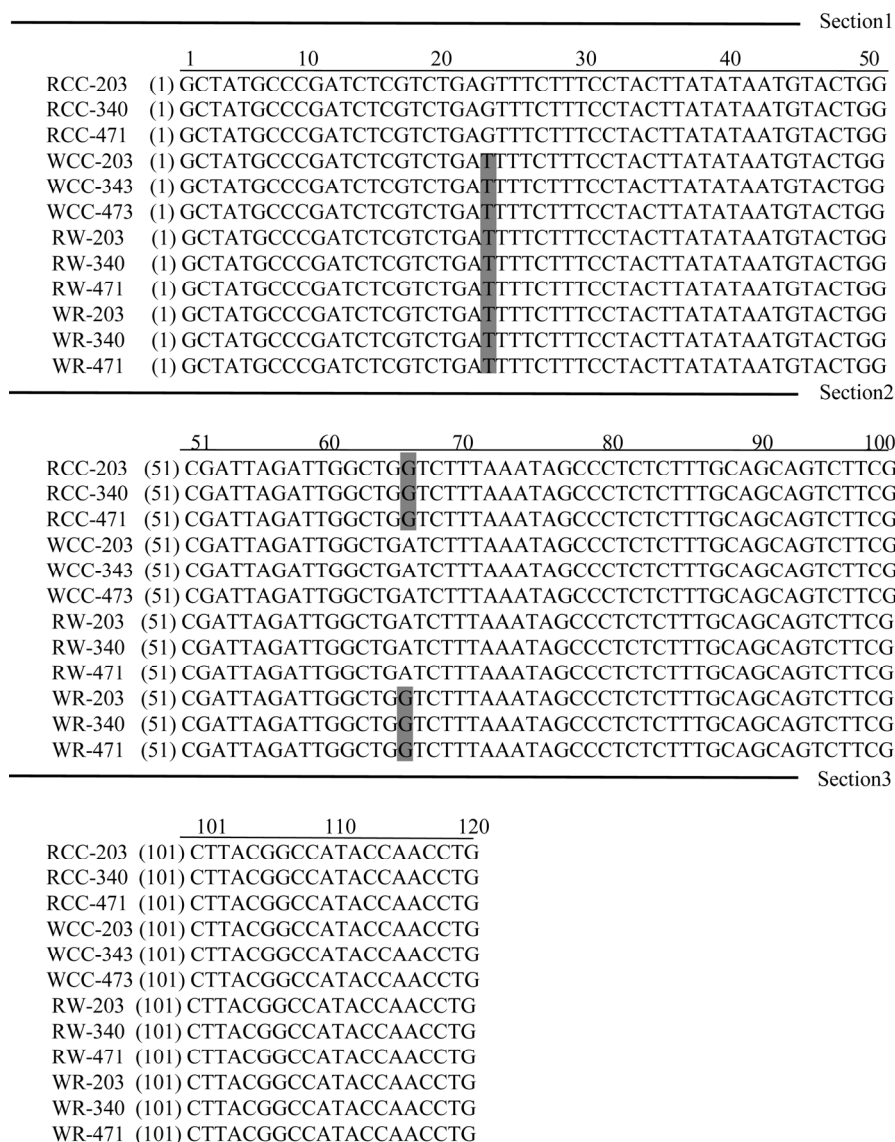 Section1
1 10 20 30 40 50
RCC-203 (1) GCTATGCCCGATCTCGTCTGAGTTTCTTTCCTACTTATATAATGTACTGG
RCC-340 (1) GCTATGCCCGATCTCGTCTGAGTTTCTTTCCTACTTATATAATGTACTGG
RCC-471 (1) GCTATGCCCGATCTCGTCTGAGTTTCTTTCCTACTTATATAATGTACTGG
WCC-203 (1) GCTATGCCCGATCTCGTCTGATTTTCTTTCCTACTTATATAATGTACTGG
WCC-343 (1) GCTATGCCCGATCTCGTCTGATTTTCTTTCCTACTTATATAATGTACTGG
WCC-473 (1) GCTATGCCCGATCTCGTCTGATTTTCTTTCCTACTTATATAATGTACTGG
RW-203 (1) GCTATGCCCGATCTCGTCTGATTTTCTTTCCTACTTATATAATGTACTGG
RW-340 (1) GCTATGCCCGATCTCGTCTGATTTTCTTTCCTACTTATATAATGTACTGG
RW-471 (1) GCTATGCCCGATCTCGTCTGATTTTCTTTCCTACTTATATAATGTACTGG
WR-203 (1) GCTATGCCCGATCTCGTCTGATTTTCTTTCCTACTTATATAATGTACTGG
WR-340 (1) GCTATGCCCGATCTCGTCTGATTTTCTTTCCTACTTATATAATGTACTGG
WR-471 (1) GCTATGCCCGATCTCGTCTGATTTTCTTTCCTACTTATATAATGTACTGG
Section2
51 60 70 80 90 100
RCC-203 (51) CGATTAGATTGGCTGGTCTTTAAATAGCCCTCTCTTTGCAGCAGTCTTCG
RCC-340 (51) CGATTAGATTGGCTGGTCTTTAAATAGCCCTCTCTTTGCAGCAGTCTTCG
RCC-471 (51) CGATTAGATTGGCTGGTCTTTAAATAGCCCTCTCTTTGCAGCAGTCTTCG
WCC-203 (51) CGATTAGATTGGCTGATCTTTAAATAGCCCTCTCTTTGCAGCAGTCTTCG
WCC-343 (51) CGATTAGATTGGCTGATCTTTAAATAGCCCTCTCTTTGCAGCAGTCTTCG
WCC-473 (51) CGATTAGATTGGCTGATCTTTAAATAGCCCTCTCTTTGCAGCAGTCTTCG
RW-203 (51) CGATTAGATTGGCTGATCTTTAAATAGCCCTCTCTTTGCAGCAGTCTTCG
RW-340 (51) CGATTAGATTGGCTGATCTTTAAATAGCCCTCTCTTTGCAGCAGTCTTCG
RW-471 (51) CGATTAGATTGGCTGATCTTTAAATAGCCCTCTCTTTGCAGCAGTCTTCG
WR-203 (51) CGATTAGATTGGCTGGTCTTTAAATAGCCCTCTCTTTGCAGCAGTCTTCG
WR-340 (51) CGATTAGATTGGCTGGTCTTTAAATAGCCCTCTCTTTGCAGCAGTCTTCG
WR-471 (51) CGATTAGATTGGCTGGTCTTTAAATAGCCCTCTCTTTGCAGCAGTCTTCG
Section3
101 110 120
RCC-203 (101) CTTACGGCCATACCAACCTG
RCC-340 (101) CTTACGGCCATACCAACCTG
RCC-471 (101) CTTACGGCCATACCAACCTG
WCC-203 (101) CTTACGGCCATACCAACCTG
WCC-343 (101) CTTACGGCCATACCAACCTG
WCC-473 (101) CTTACGGCCATACCAACCTG
RW-203 (101) CTTACGGCCATACCAACCTG
RW-340 (101) CTTACGGCCATACCAACCTG
RW-471 (101) CTTACGGCCATACCAACCTG
WR-203 (101) CTTACGGCCATACCAACCTG
WR-340 (101) CTTACGGCCATACCAACCTG
WR-471 (101) CTTACGGCCATACCAACCTG